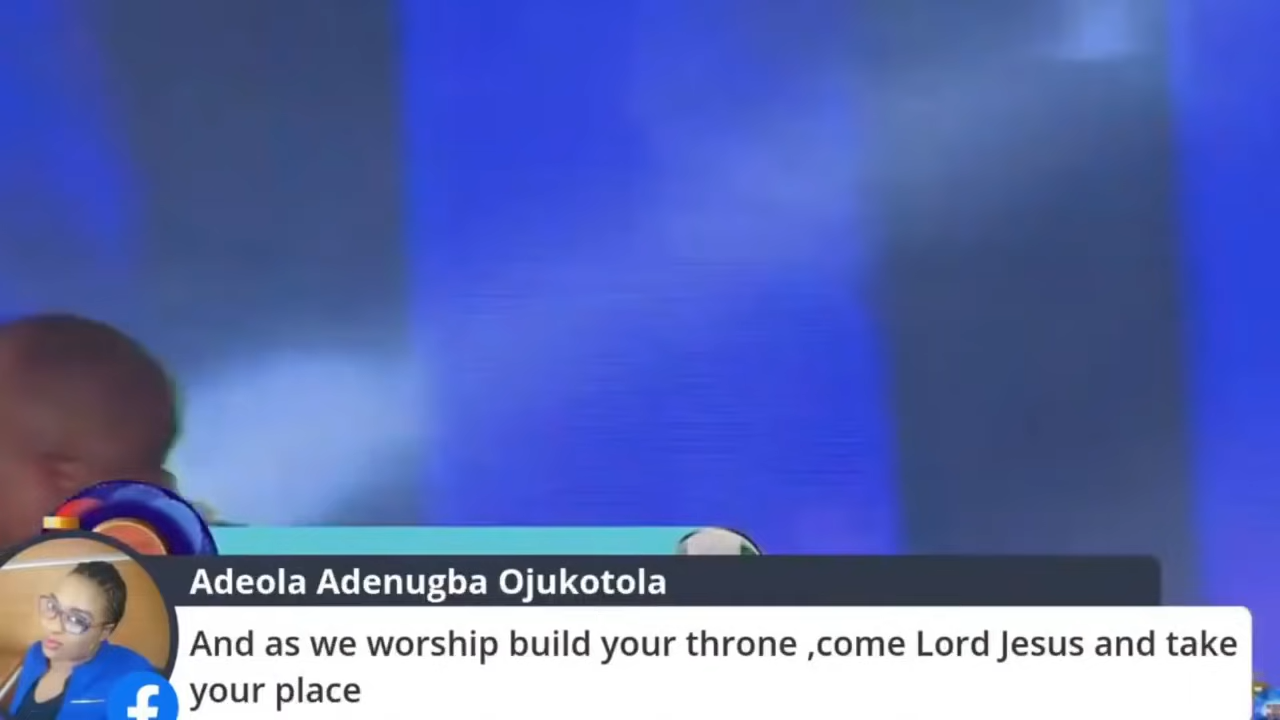 Adeola Adenugba Ojukotola
And as we worship build your throne ,come Lord Jesus and take
your place